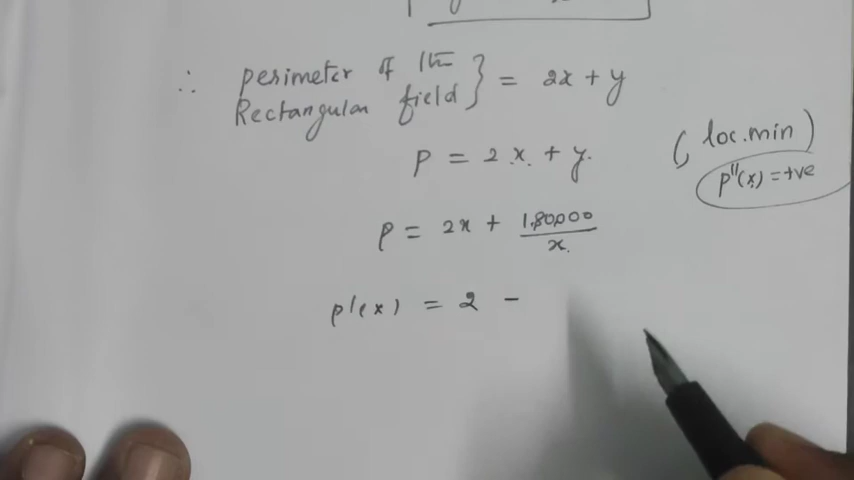 ∴ perimeter of the } = 2x + y
Rectangular field
P = 2x + y.
(loc.min)
p''(x) = +ve
P = 2x + 1,80,000/x.
p'(x) = 2 -